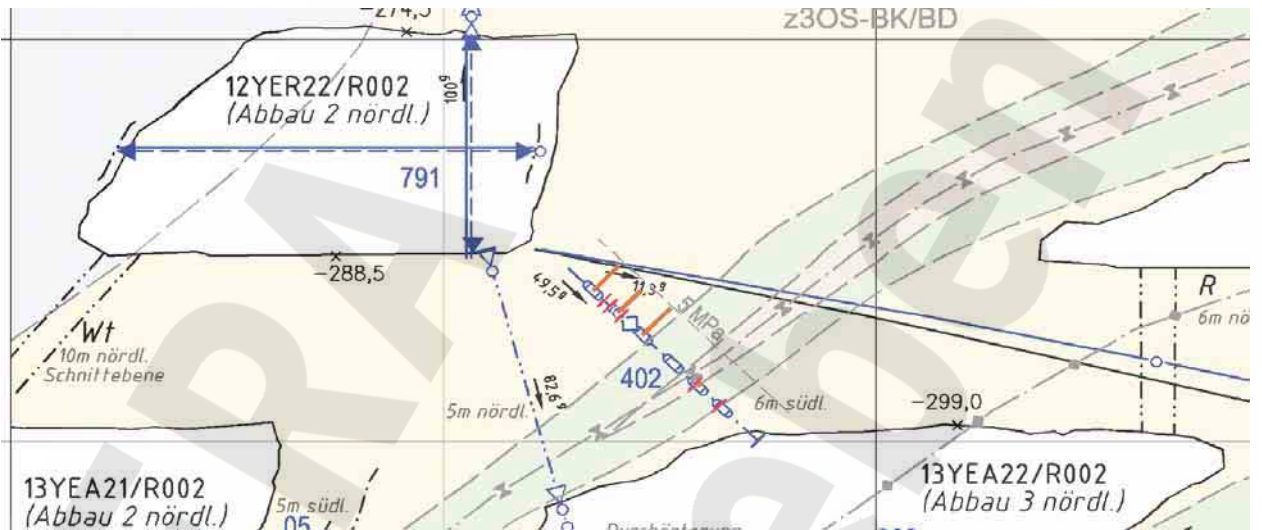 -274,5
z3OS-BK/BD
12YER22/R002
(Abbau 2 nördl.)
100g
791
-288,5
49,5g
11,3g
5 MPa
R
6m nö
Wt
10m nördl.
Schnittebene
402
82,6g
5m nördl.
6m südl.
-299,0
13YEA21/R002
(Abbau 2 nördl.)
5m südl.
05
13YEA22/R002
(Abbau 3 nördl.)